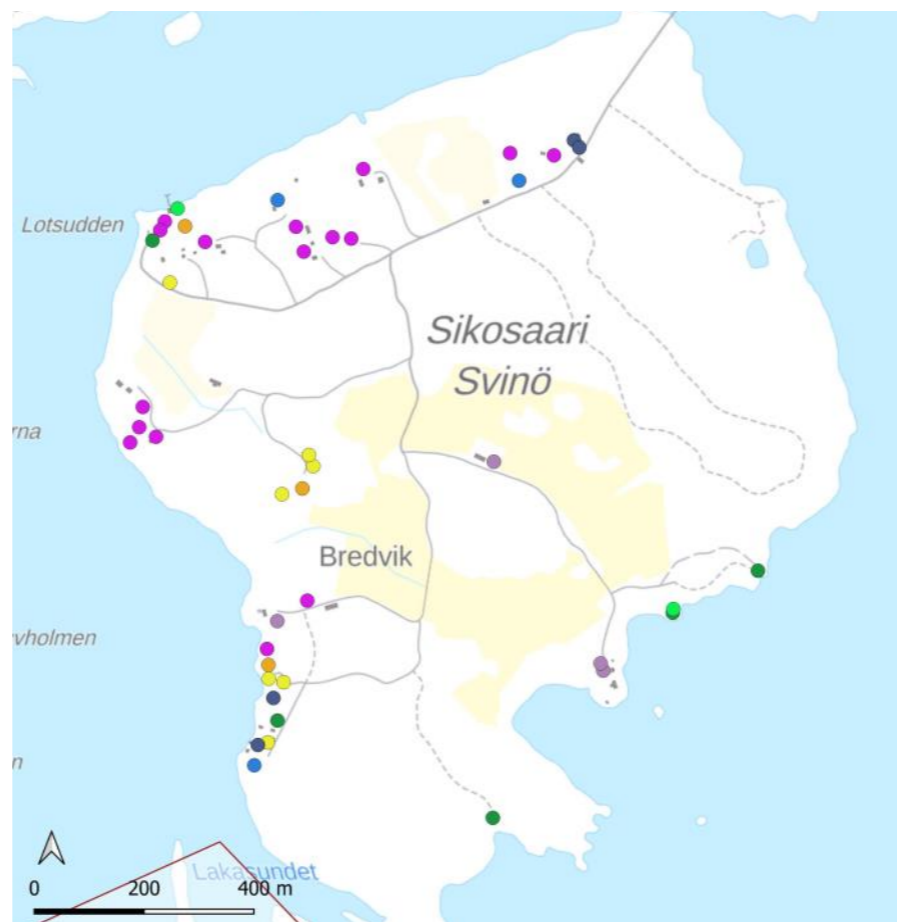 Lotsudden
Sikosaari
Svinö
rna
Bredvik
vholmen
n
Lakasundet
0
200
400 m